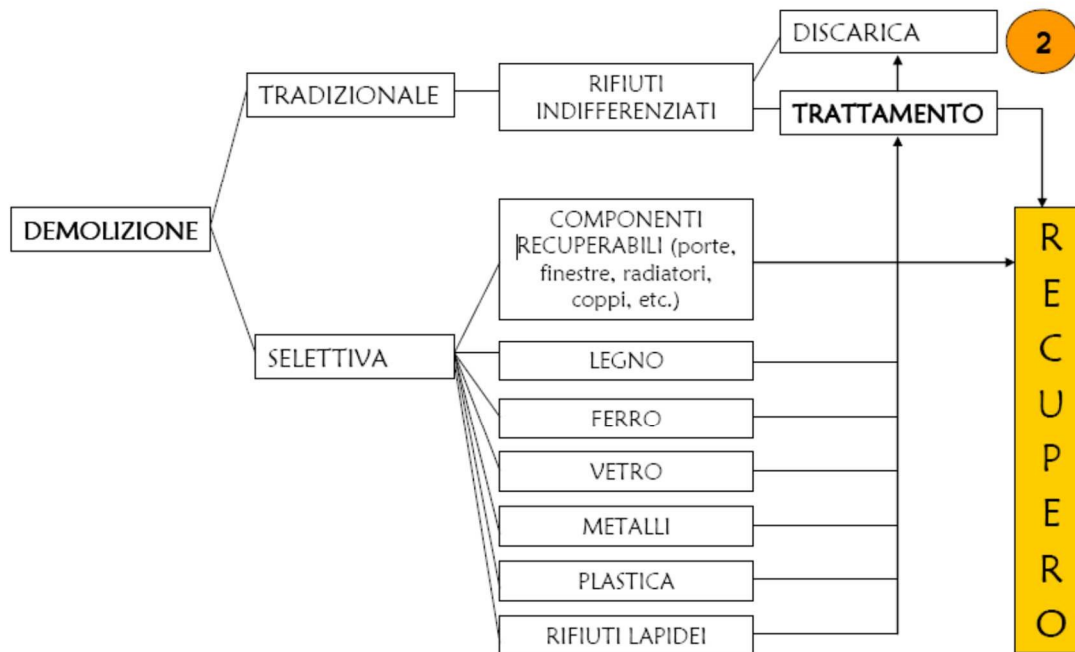 DISCARICA
2
TRADIZIONALE
RIFIUTI
INDIFFERENZIATI
TRATTAMENTO
DEMOLIZIONE
COMPONENTI
RECUPERABILI (porte,
finestre, radiatori,
coppi, etc.)
SELETTIVA
LEGNO
FERRO
VETRO
METALLI
PLASTICA
RIFIUTI LAPIDEI
R
E
C
U
P
E
R
O